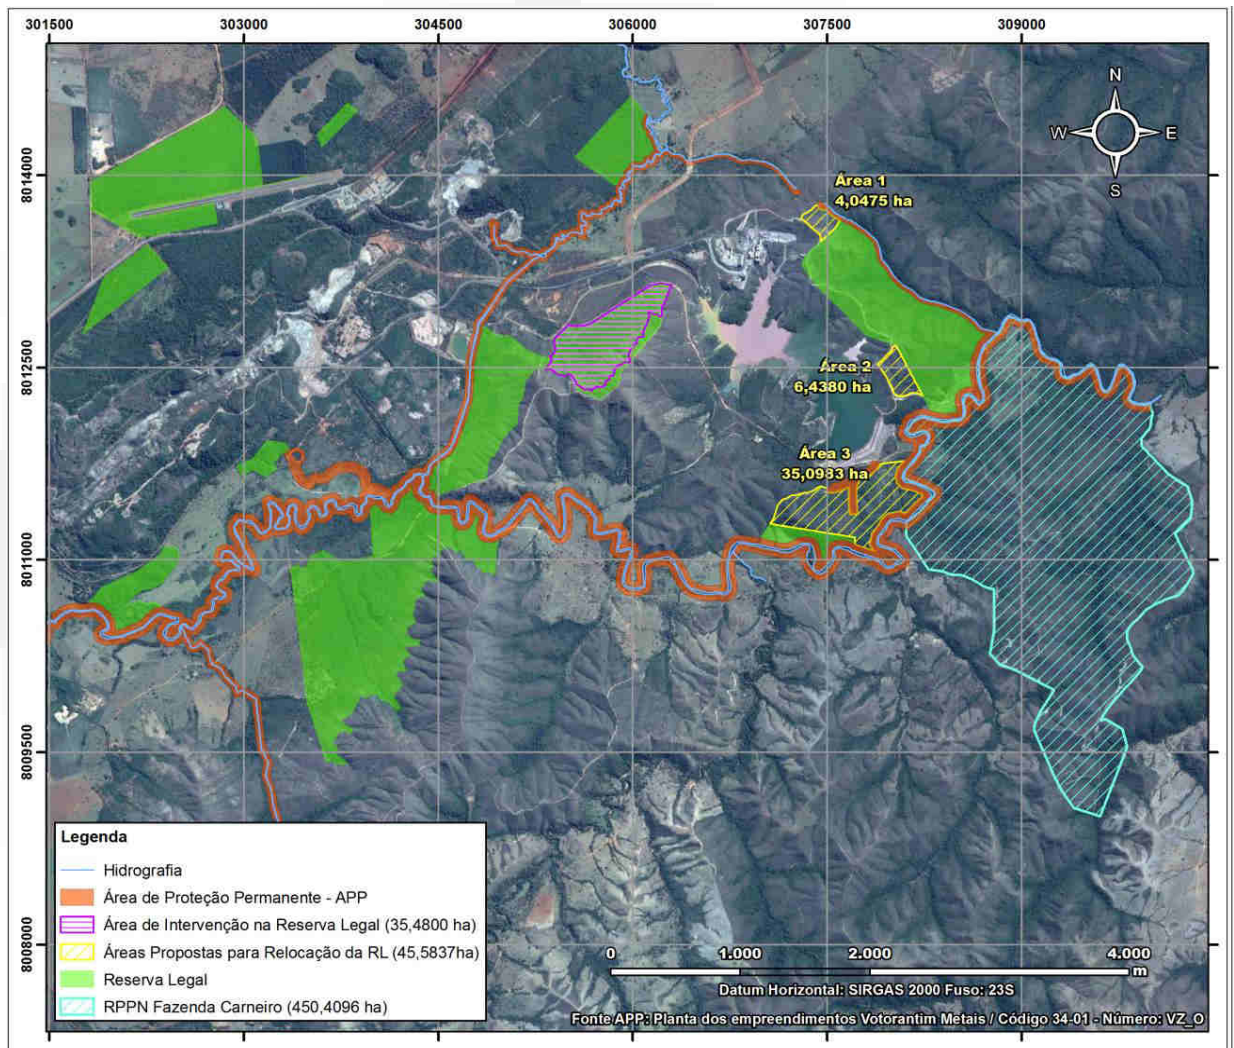 301500 303000 304500 306000 307500 309000
N
W E
S
8014000
8012500
8011000
8009500
8008000
Área 1
4,0475 ha
Área 2
6,4380 ha
Área 3
35,0983 ha
Legenda
Hidrografia
Área de Proteção Permanente - APP
Área de Intervenção na Reserva Legal (35,4800 ha)
Áreas Propostas para Relocação da RL (45,5837ha)
Reserva Legal
RPPN Fazenda Carneiro (450,4096 ha)
0 1.000 2.000 4.000
m
Datum Horizontal: SIRGAS 2000 Fuso: 23S
Fonte APP: Planta dos empreendimentos Votorantim Metais / Código 34-01 - Número: VZ_O